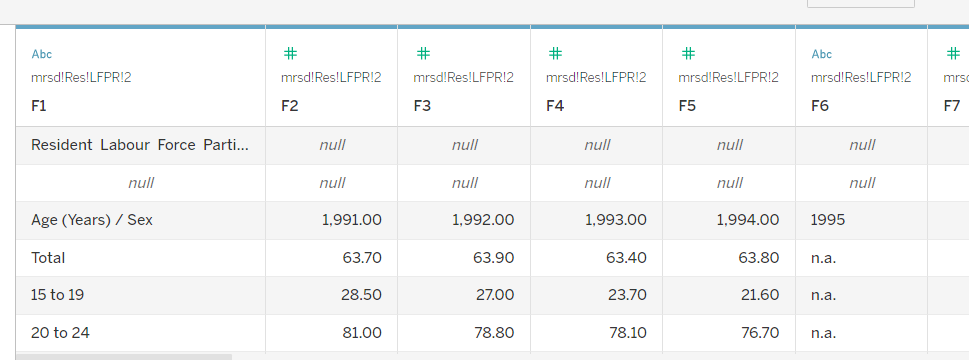 Abc # # # # Abc #
mrsd!Res!LFPR!2 mrsd!Res!LFPR!2 mrsd!Res!LFPR!2 mrsd!Res!LFPR!2 mrsd!Res!LFPR!2 mrsd!Res!LFPR!2 mrsd
F1 F2 F3 F4 F5 F6 F7
Resident Labour Force Parti... null null null null null
null null null null null null
Age (Years) / Sex 1,991.00 1,992.00 1,993.00 1,994.00 1995
Total 63.70 63.90 63.40 63.80 n.a.
15 to 19 28.50 27.00 23.70 21.60 n.a.
20 to 24 81.00 78.80 78.10 76.70 n.a.